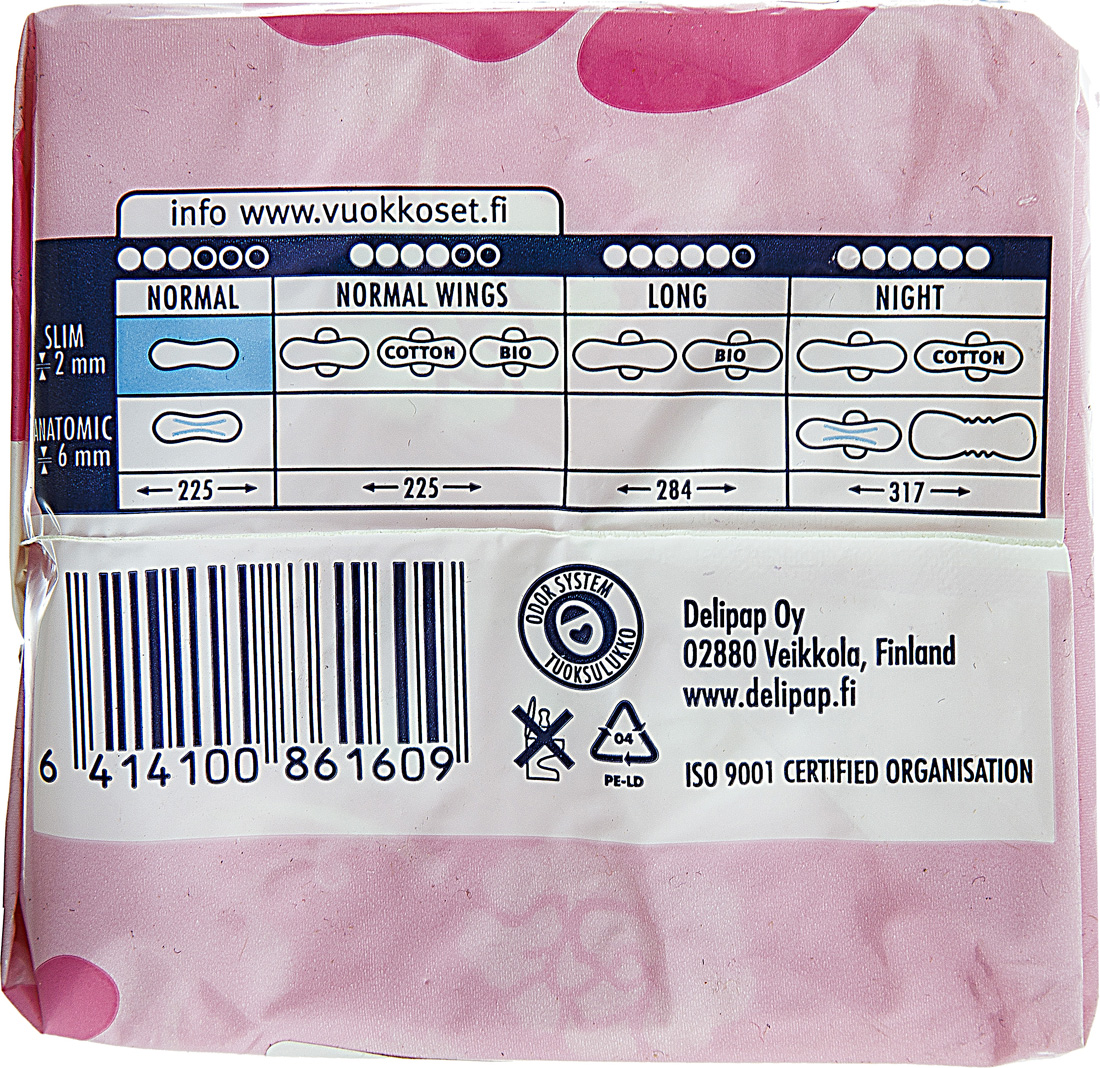 info www.vuokkoset.fi
NORMAL NORMAL WINGS LONG NIGHT
SLIM
2 mm
COTTON BIO BIO COTTON
ANATOMIC
6 mm
225 225 284 317
ODOR SYSTEM
TUOKSULUKKO
Delipap Oy
02880 Veikkola, Finland
www.delipap.fi
04
PE-LD
ISO 9001 CERTIFIED ORGANISATION
6 414100 861609